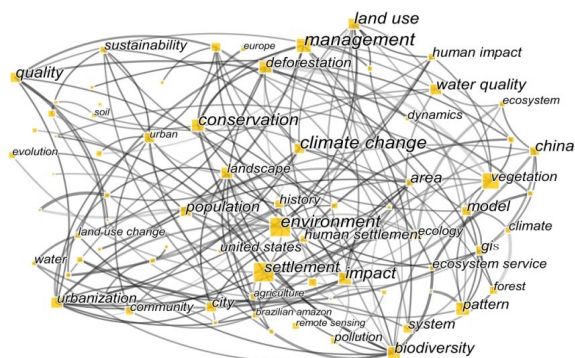 land use
management
sustainability
europe
human impact
deforestation
quality
water quality
ecosystem
soil
conservation
dynamics
urban
climate change
china
evolution
landscape
area
vegetation
history
population
model
environment
climate
land use change
human settlement
ecology
united states
gis
water
settlement
impact
ecosystem service
forest
agriculture
urbanization
community
city
brazilian amazon
pattern
remote sensing
system
pollution
biodiversity